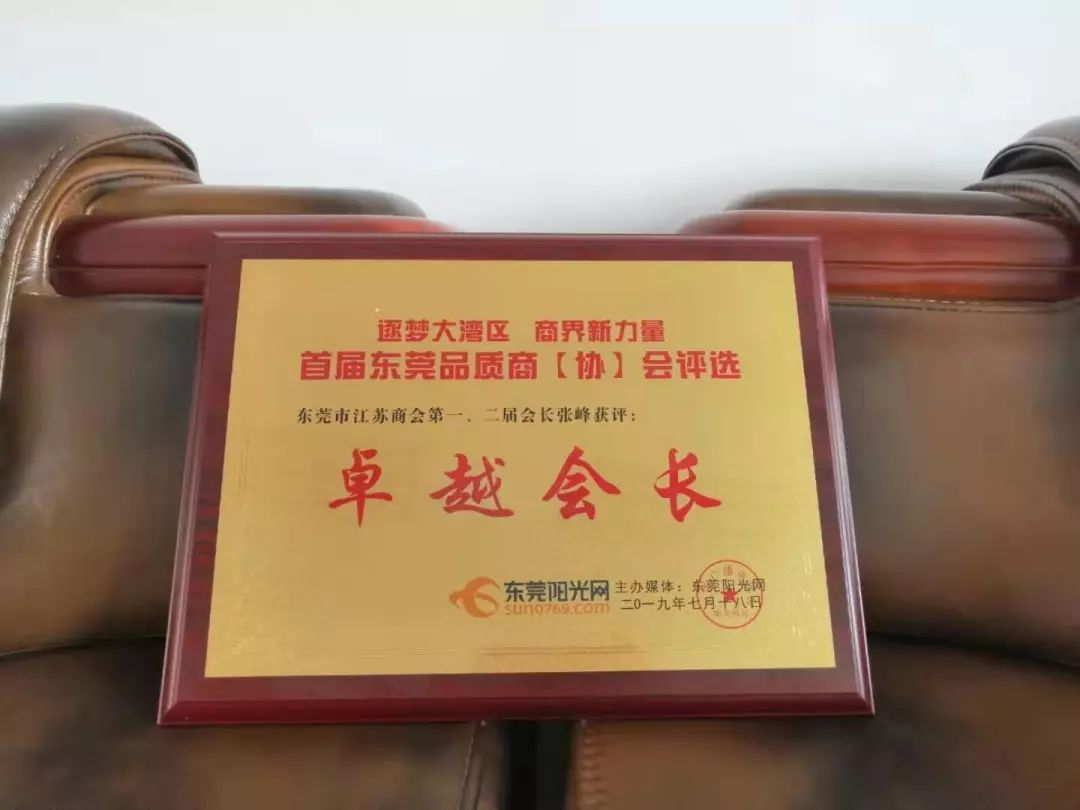 逐梦大湾区 商界新力量
首届东莞品质商【协】会评选
东莞市江苏商会第一、二届会长张峰获评：
卓越会长
东莞阳光网
sun0769.com
主办媒体：东莞阳光网
二〇一九年七月十八日